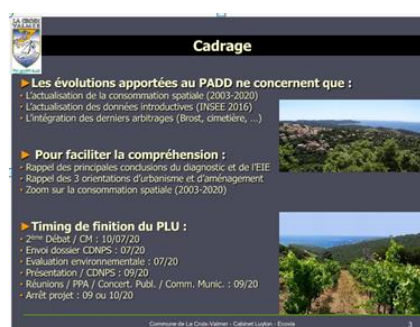 LA CROIX
VALMER
Cadrage
►Les évolutions apportées au PADD ne concernent que :
• L'actualisation de la consommation spatiale (2003-2020)
• L'actualisation des données introductives (INSEE 2016)
• L'intégration des derniers arbitrages (Brost, cimetière, ...)
► Pour faciliter la compréhension :
• Rappel des principales conclusions du diagnostic et de l'EIE
• Rappel des 3 orientations d'urbanisme et d'aménagement
• Zoom sur la consommation spatiale (2003-2020)
►Timing de finition du PLU :
• 2ème Débat / CM : 10/07/20
• Envoi dossier CDNPS : 07/20
• Evaluation environnementale : 07/20
• Présentation / CDNPS : 09/20
• Réunions / PPA / Concert. Publ. / Comm. Munic. : 09/20
• Arrêt projet : 09 ou 10/20
Commune de La Croix-Valmer - Cabinet Luyton - Ecovia